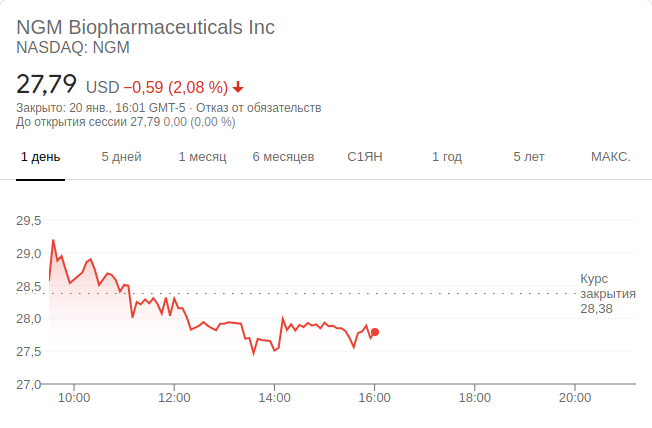 NGM Biopharmaceuticals Inc
NASDAQ: NGM
27,79 USD −0,59 (2,08 %)
Закрыто: 20 янв., 16:01 GMT-5 · Отказ от обязательств
До открытия сессии 27,79 0,00 (0,00 %)
1 день 5 дней 1 месяц 6 месяцев С1ЯН 1 год 5 лет МАКС.
29,5
29,0
28,5
28,0
27,5
27,0
Курс
закрытия
28,38
10:00 12:00 14:00 16:00 18:00 20:00